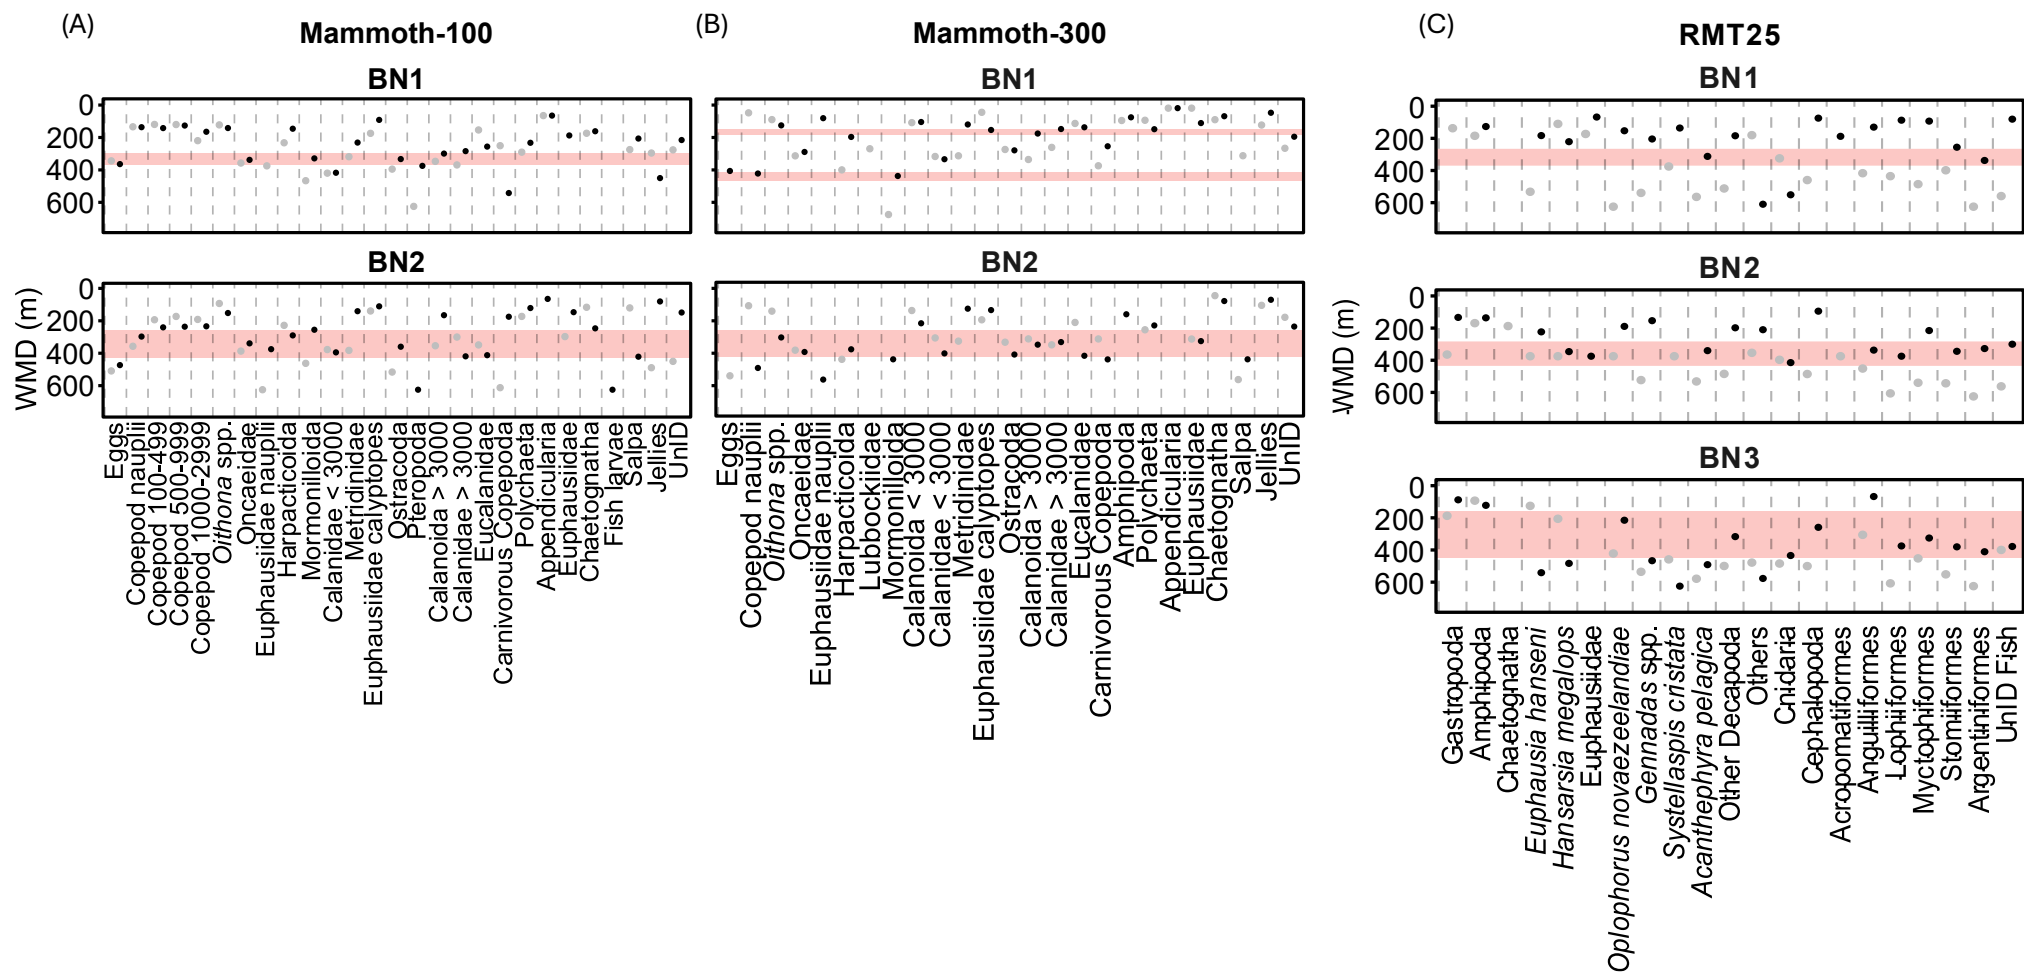 (A)
Mammoth-100
BN1
0
200
400
600
BN2
0
200
400
600
WMD (m)
Eggs
Copepod nauplii
Copepod 100-499
Copepod 500-999
Copepod 1000-2999
Oithona spp.
Oncaeidae
Euphausiidae nauplii
Harpacticoida
Mormonilloida
Calanidae < 3000
Metridinidae
Euphausiidae calyptopes
Ostracoda
Pteropoda
Calanoida > 3000
Calanidae > 3000
Eucalanidae
Carnivorous Copepoda
Polychaeta
Appendicularia
Euphausiidae
Chaetognatha
Fish larvae
Salpa
Jellies
UnID
(B)
Mammoth-300
BN1
BN2
Eggs
Copepod nauplii
Oithona spp.
Oncaeidae
Euphausiidae nauplii
Harpacticoida
Lubbockiidae
Mormonilloida
Calanoida < 3000
Calanidae < 3000
Metridinidae
Euphausiidae calyptopes
Ostracoda
Calanoida > 3000
Calanidae > 3000
Eucalanidae
Carnivorous Copepoda
Amphipoda
Polychaeta
Appendicularia
Euphausiidae
Chaetognatha
Salpa
Jellies
UnID
(C)
RMT25
BN1
0
200
400
600
BN2
0
200
400
600
WMD (m)
BN3
0
200
400
600
Gastropoda
Amphipoda
Chaetognatha
Euphausia hanseni
Hansarsia megalops
Euphausiidae
Oplophorus novaezeelandiae
Gennadas spp.
Systellaspis cristata
Acanthephyra pelagica
Other Decapoda
Others
Cnidaria
Cephalopoda
Acropomatiformes
Anguilliformes
Lophiiformes
Myctophiformes
Stomiiformes
Argentiniformes
UnID Fish